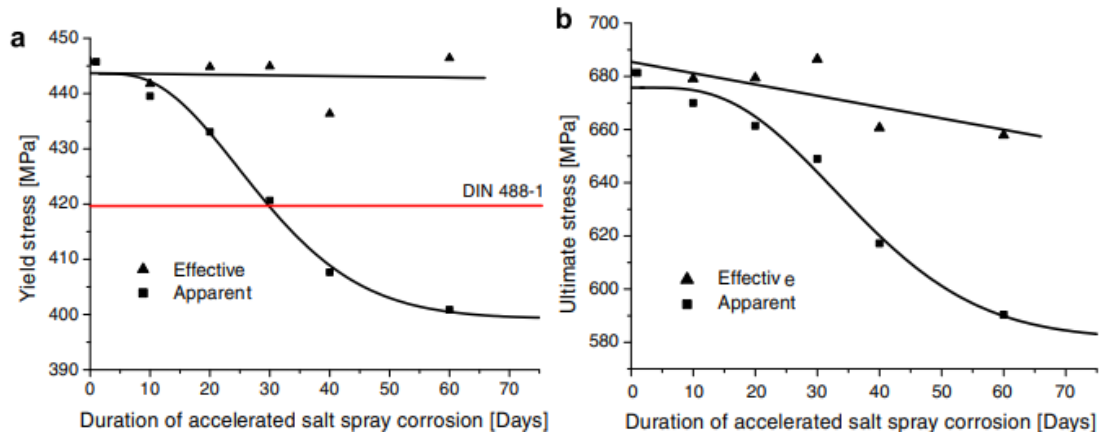 a
450
440
430
420
410
400
390
Yield stress [MPa]
DIN 488-1
Effective
Apparent
0 10 20 30 40 50 60 70
Duration of accelerated salt spray corrosion [Days]
b
700
680
660
640
620
600
580
Ultimate stress [MPa]
Effective
Apparent
0 10 20 30 40 50 60 70
Duration of accelerated salt spray corrosion [Days]